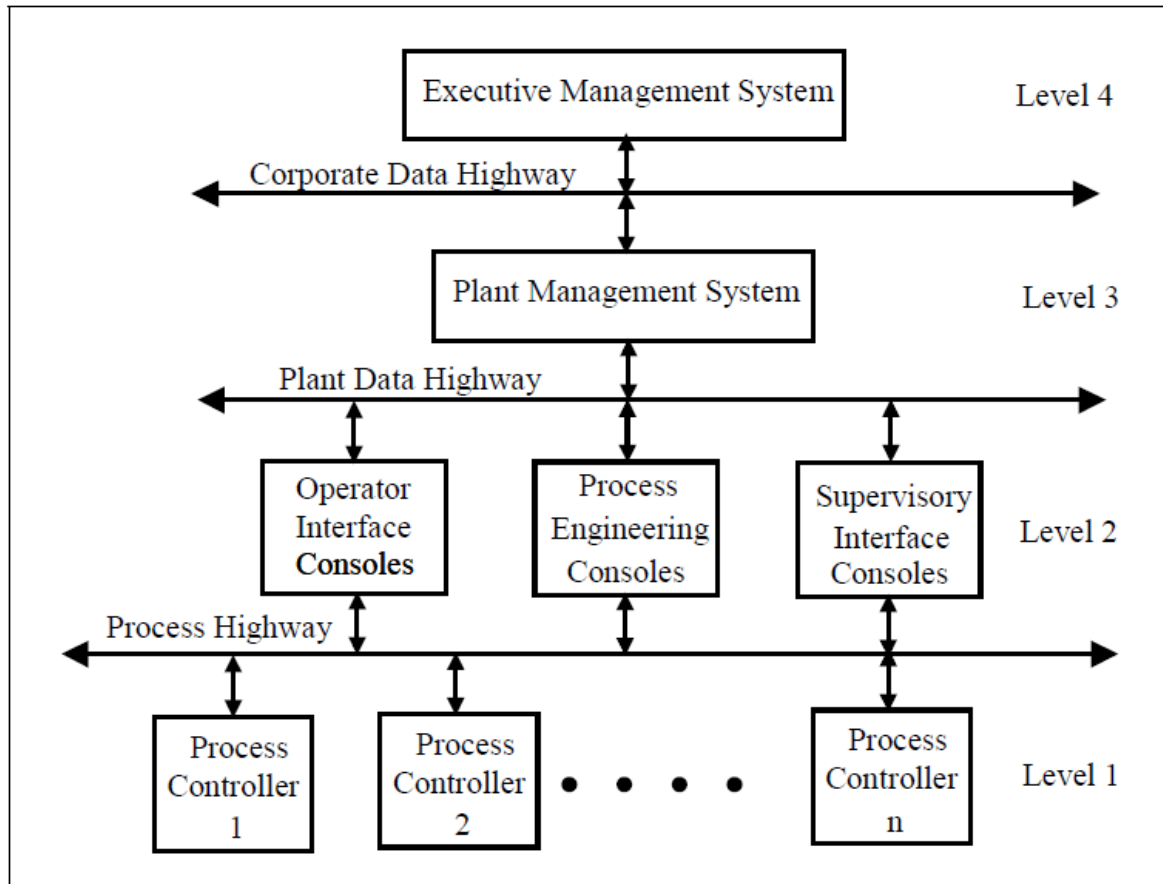 Executive Management System
Level 4
Corporate Data Highway
Plant Management System
Level 3
Plant Data Highway
Operator
Interface
Consoles
Process
Engineering
Consoles
Supervisory
Interface
Consoles
Level 2
Process Highway
Process
Controller
1
Process
Controller
2
Process
Controller
n
Level 1